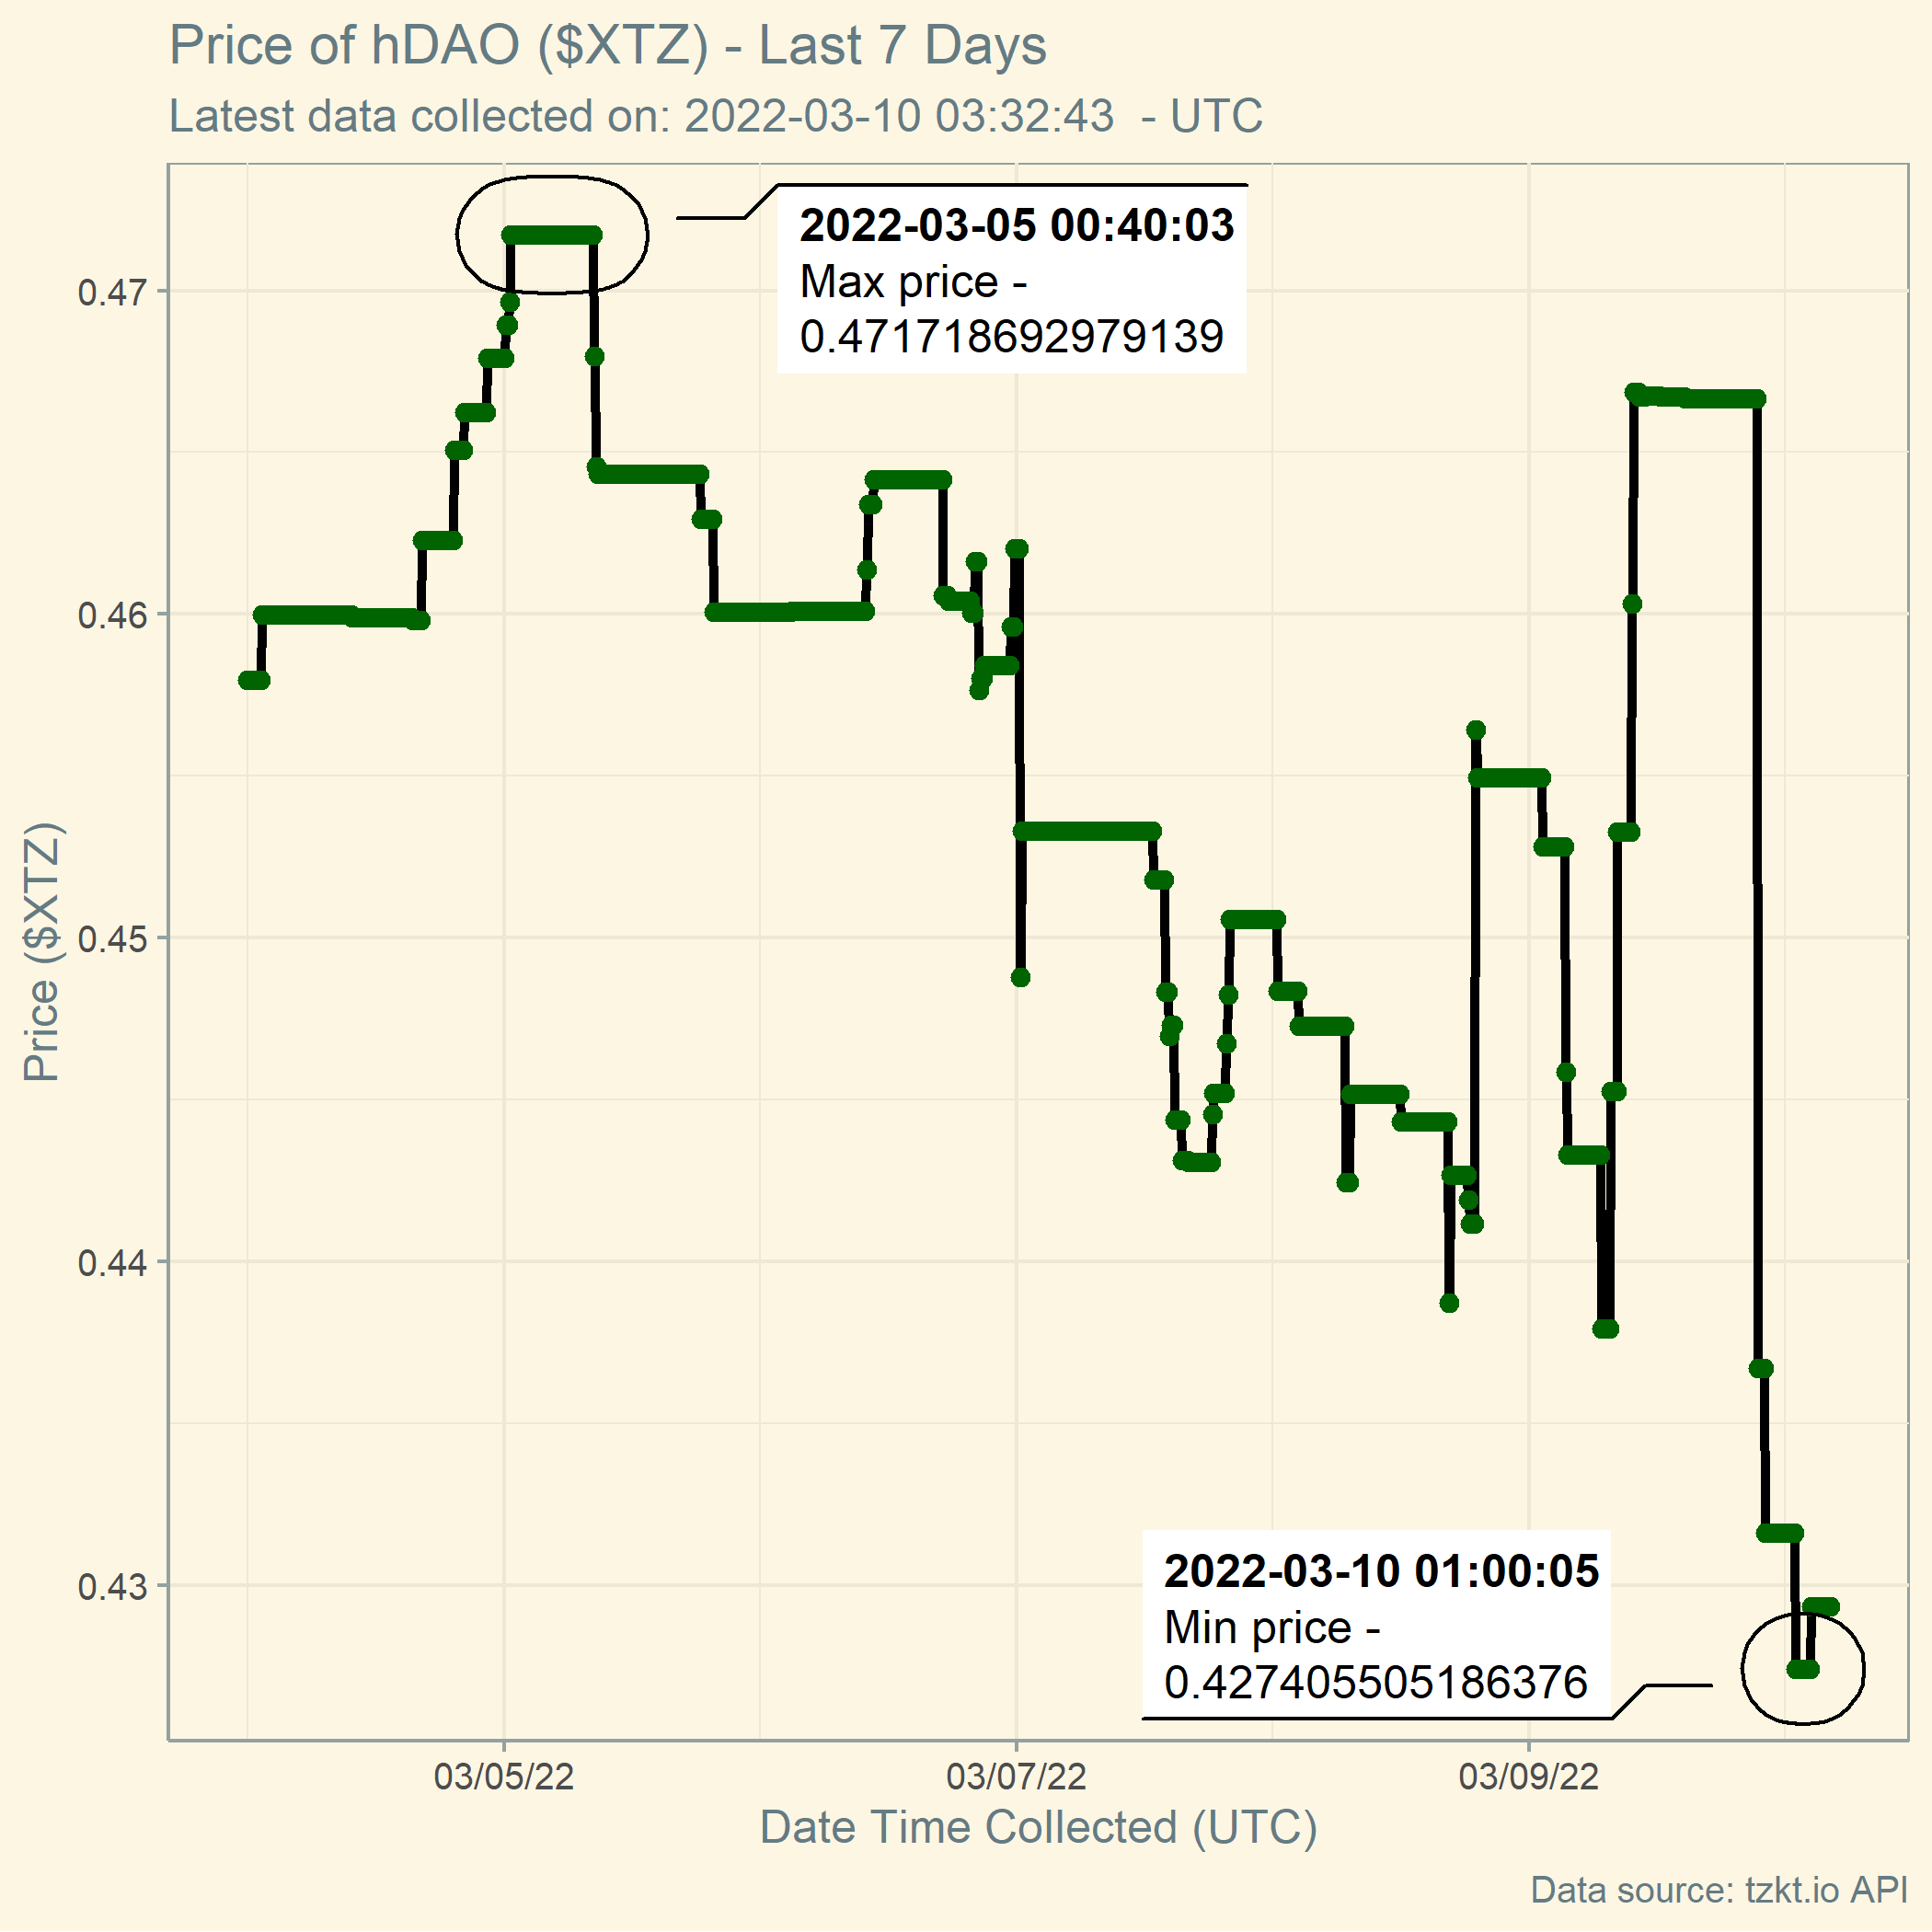 Price of hDAO ($XTZ) - Last 7 Days
Latest data collected on: 2022-03-10 03:32:43  - UTC
2022-03-05 00:40:03
Max price -
0.471718692979139
0.47
0.46
0.45
0.44
0.43
Price ($XTZ)
2022-03-10 01:00:05
Min price -
0.427405505186376
03/05/22
03/07/22
03/09/22
Date Time Collected (UTC)
Data source: tzkt.io API